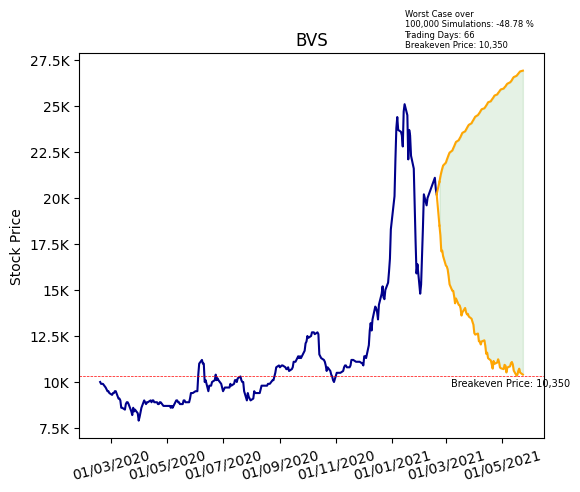 Worst Case over
100,000 Simulations: -48.78 %
Trading Days: 66
Breakeven Price: 10,350
BVS
Stock Price
27.5K
25K
22.5K
20K
17.5K
15K
12.5K
10K
7.5K
Breakeven Price: 10,350
01/03/2020
01/05/2020
01/07/2020
01/09/2020
01/11/2020
01/01/2021
01/03/2021
01/05/2021